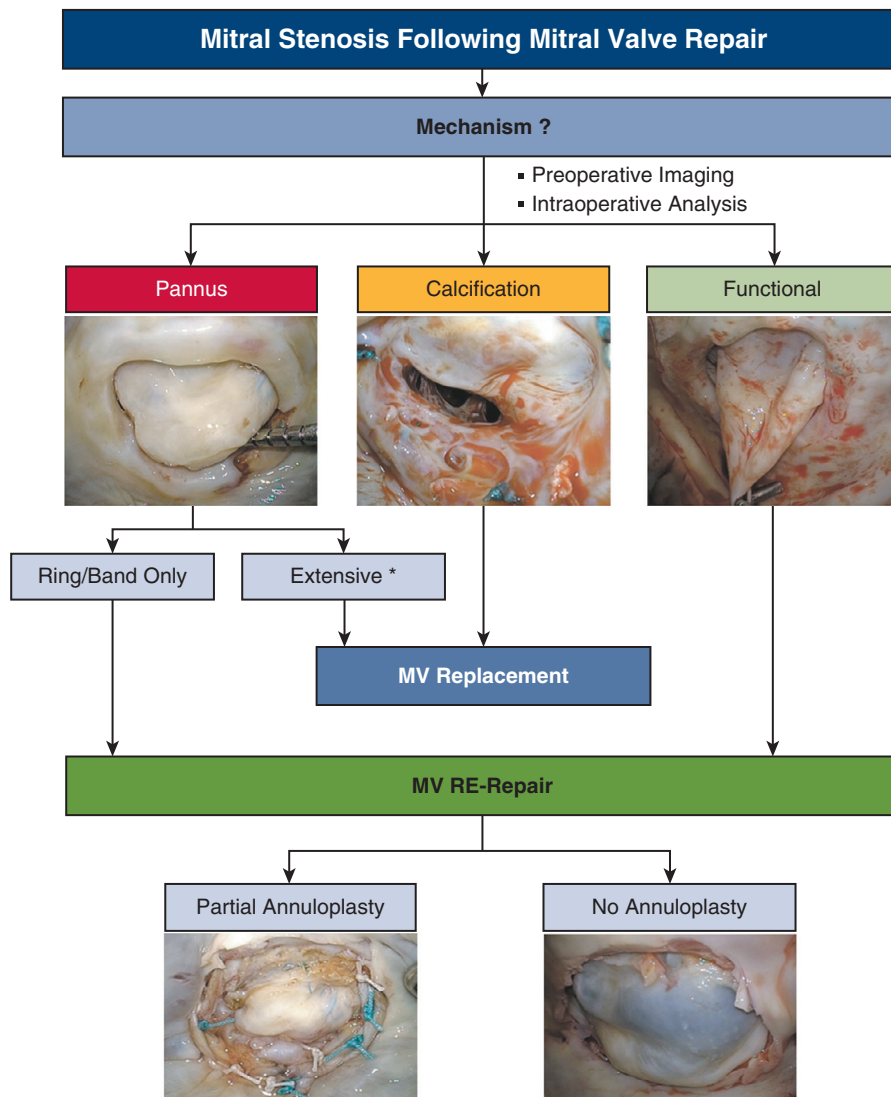 Mitral Stenosis Following Mitral Valve Repair
Mechanism ?
▪ Preoperative Imaging
▪ Intraoperative Analysis
Pannus
Calcification
Functional
Ring/Band Only
Extensive *
MV Replacement
MV RE-Repair
Partial Annuloplasty
No Annuloplasty